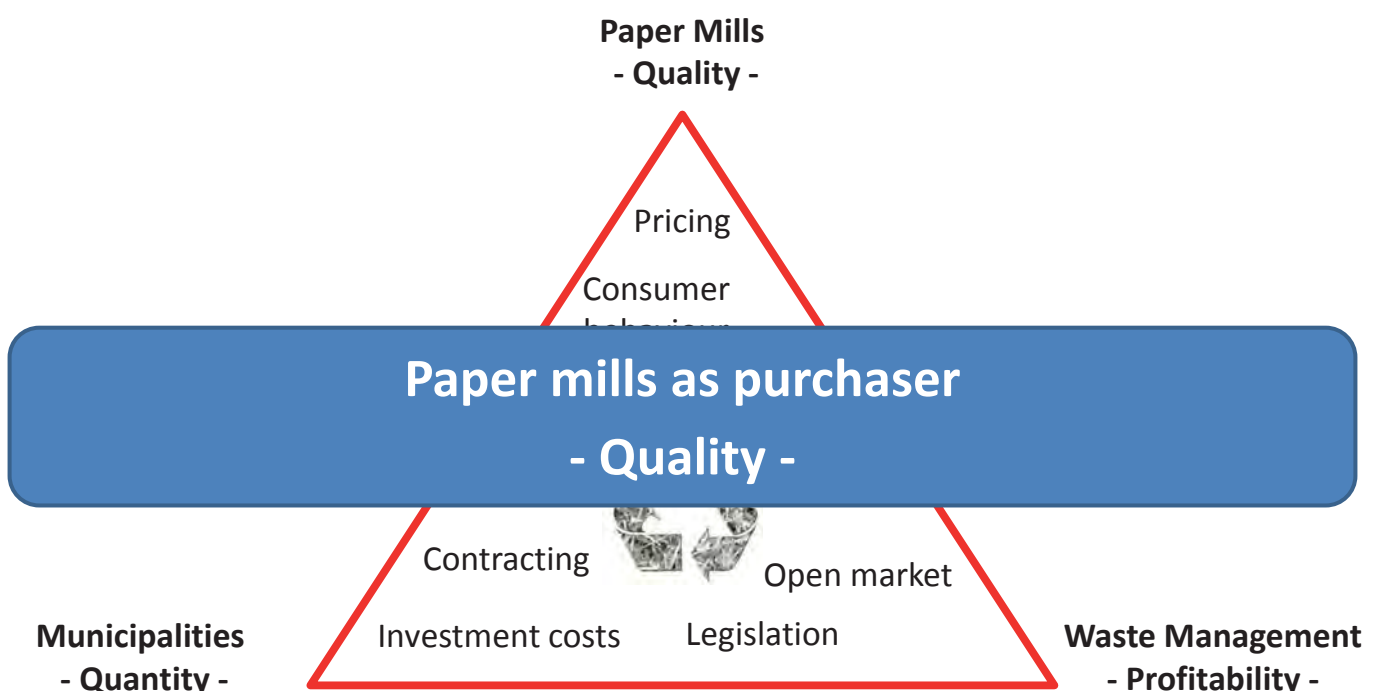 Paper Mills
- Quality -
Pricing
Consumer
behaviour
Paper mills as purchaser
- Quality -
Contracting
Open market
Investment costs
Legislation
Municipalities
- Quantity -
Waste Management
- Profitability -